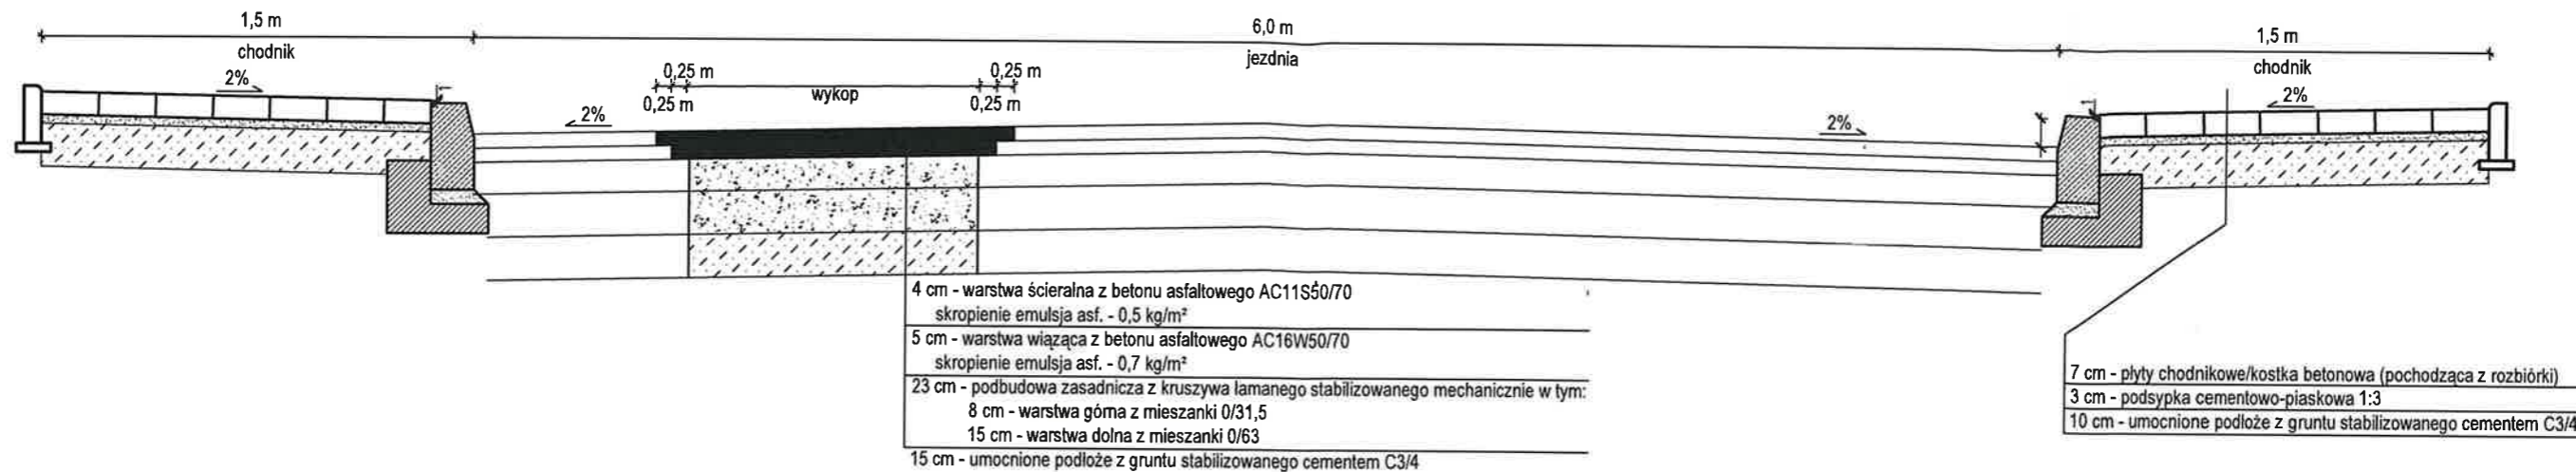 1,5 m
chodnik
2%
1
6,0 m
jezdnia
0,25 m
0,25 m
wykop
0,25 m
0,25 m
2%
2%
1,5 m
chodnik
1
2%
4 cm - warstwa ścieralna z betonu asfaltowego AC11S50/70
skropienie emulsja asf. - 0,5 kg/m²
5 cm - warstwa wiążąca z betonu asfaltowego AC16W50/70
skropienie emulsja asf. - 0,7 kg/m²
23 cm - podbudowa zasadnicza z kruszywa łamanego stabilizowanego mechanicznie w tym:
8 cm - warstwa górna z mieszanki 0/31,5
15 cm - warstwa dolna z mieszanki 0/63
15 cm - umocnione podłoże z gruntu stabilizowanego cementem C3/4
7 cm - płyty chodnikowe/kostka betonowa (pochodząca z rozbiórki)
3 cm - podsypka cementowo-piaskowa 1:3
10 cm - umocnione podłoże z gruntu stabilizowanego cementem C3/4